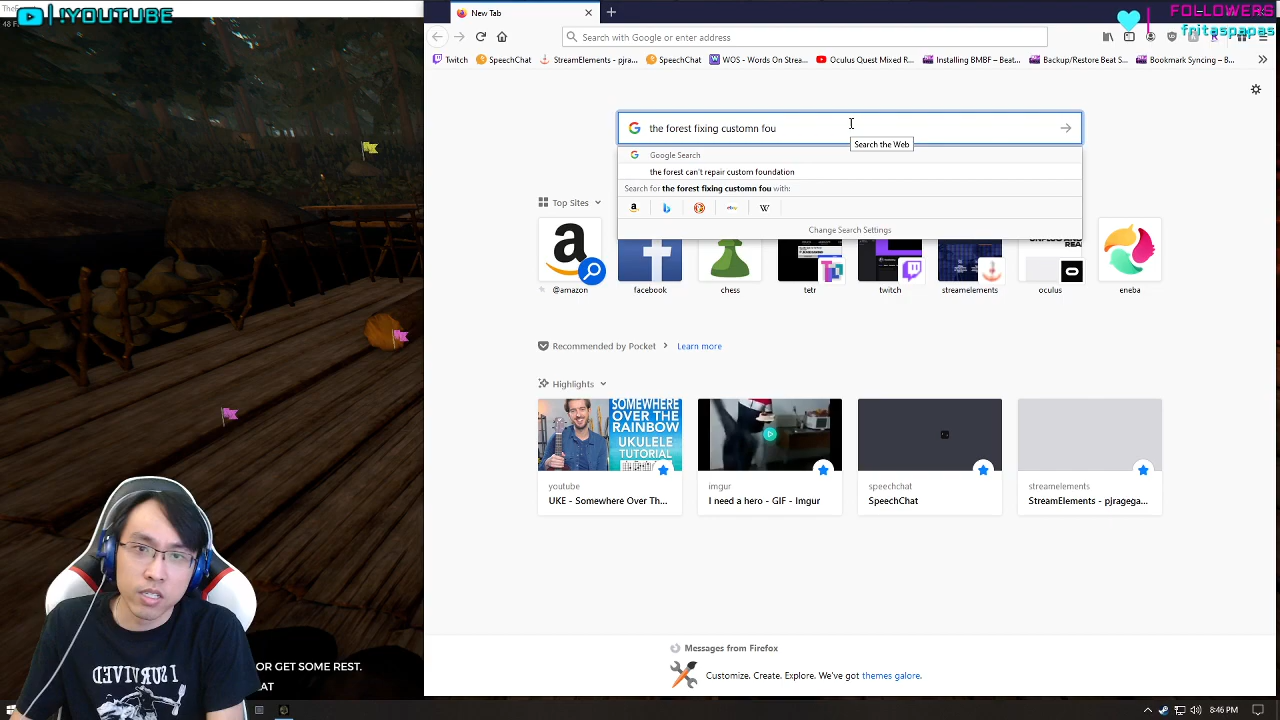 TheF
48 F
!YOUTUBE
New Tab
FOLLOWERS
fritaspapas
Search with Google or enter address
Twitch
SpeechChat
StreamElements - pjra...
SpeechChat
WOS - Words On Strea...
Oculus Quest Mixed R...
Installing BMBF – Beat...
Backup/Restore Beat S...
Bookmark Syncing – B...
the forest fixing customn fou
Search the Web
Google Search
the forest can't repair custom foundation
Search for the forest fixing customn fou with:
Change Search Settings
Top Sites
@amazon
facebook
chess
tetr
twitch
streamelements
oculus
eneba
Recommended by Pocket
Learn more
Highlights
SOMEWHERE
OVER THE
RAINBOW
UKULELE
TUTORIAL
youtube
UKE - Somewhere Over Th...
imgur
I need a hero - GIF - Imgur
speechchat
SpeechChat
streamelements
StreamElements - pjragega...
I SURVIVED
OR GET SOME REST.
AT
Messages from Firefox
Customize. Create. Explore. We've got themes galore.
8:46 PM